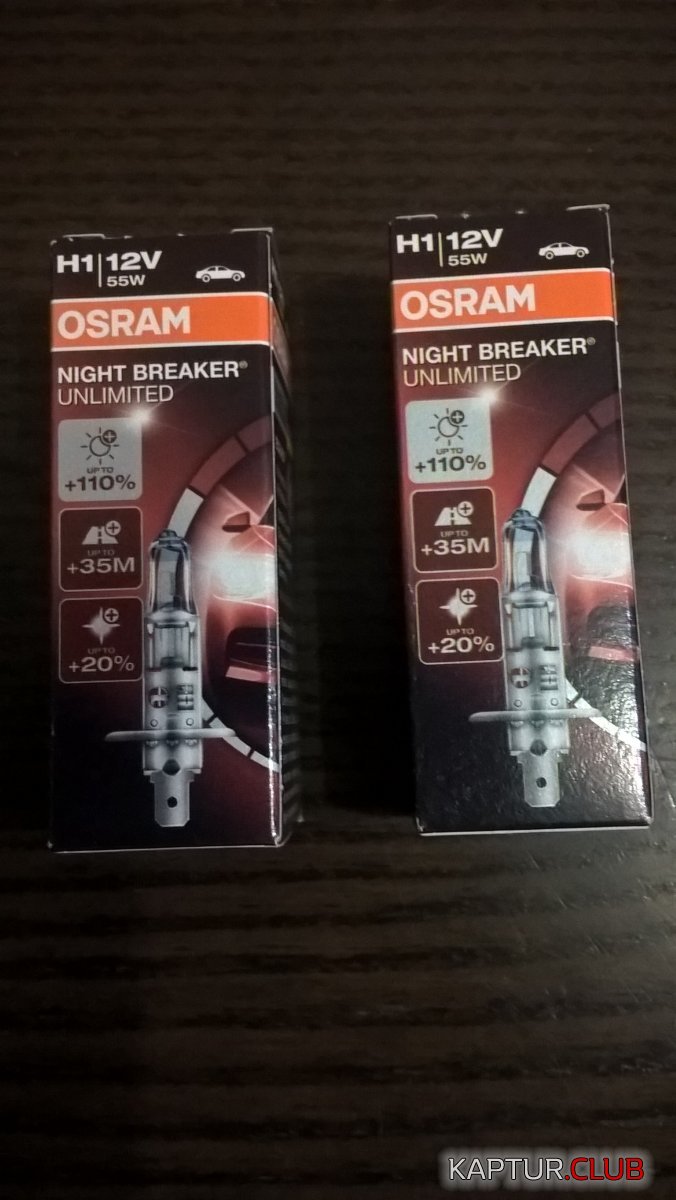 H1 12V
55W
OSRAM
NIGHT BREAKER®
UNLIMITED
UP TO
+110%
UP TO
+35M
UP TO
+20%
H1 12V
55W
OSRAM
NIGHT BREAKER®
UNLIMITED
UP TO
+110%
UP TO
+35M
UP TO
+20%
KAPTUR.CLUB